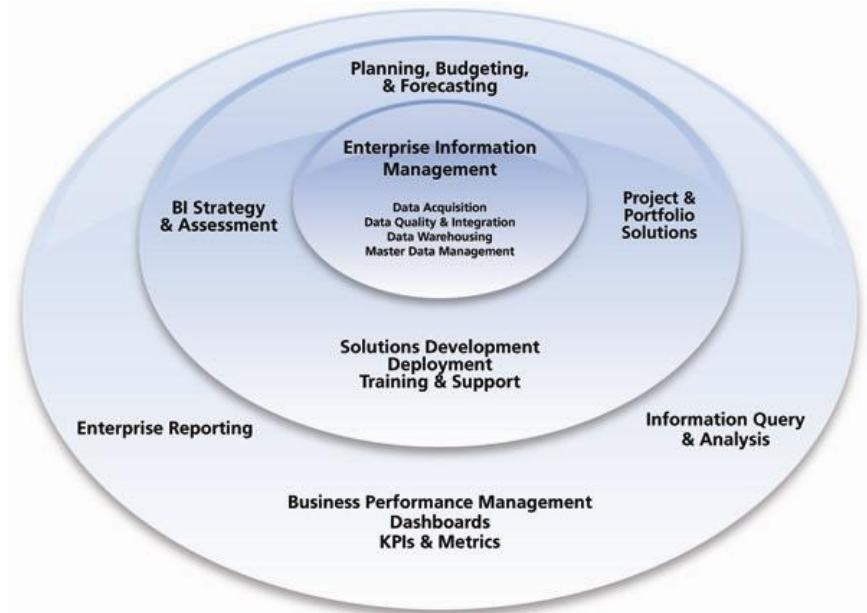 Planning, Budgeting,
& Forecasting
Enterprise Information
Management
Data Acquisition
Data Quality & Integration
Data Warehousing
Master Data Management
BI Strategy
& Assessment
Project &
Portfolio
Solutions
Solutions Development
Deployment
Training & Support
Enterprise Reporting
Information Query
& Analysis
Business Performance Management
Dashboards
KPIs & Metrics